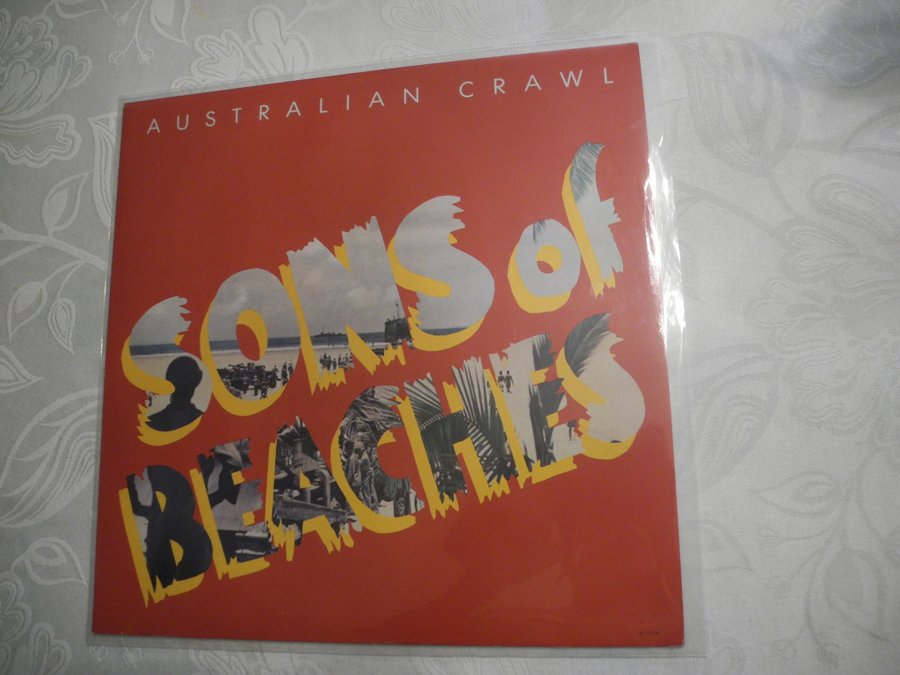 AUSTRALIAN CRAWL
SONS of
BEACHES